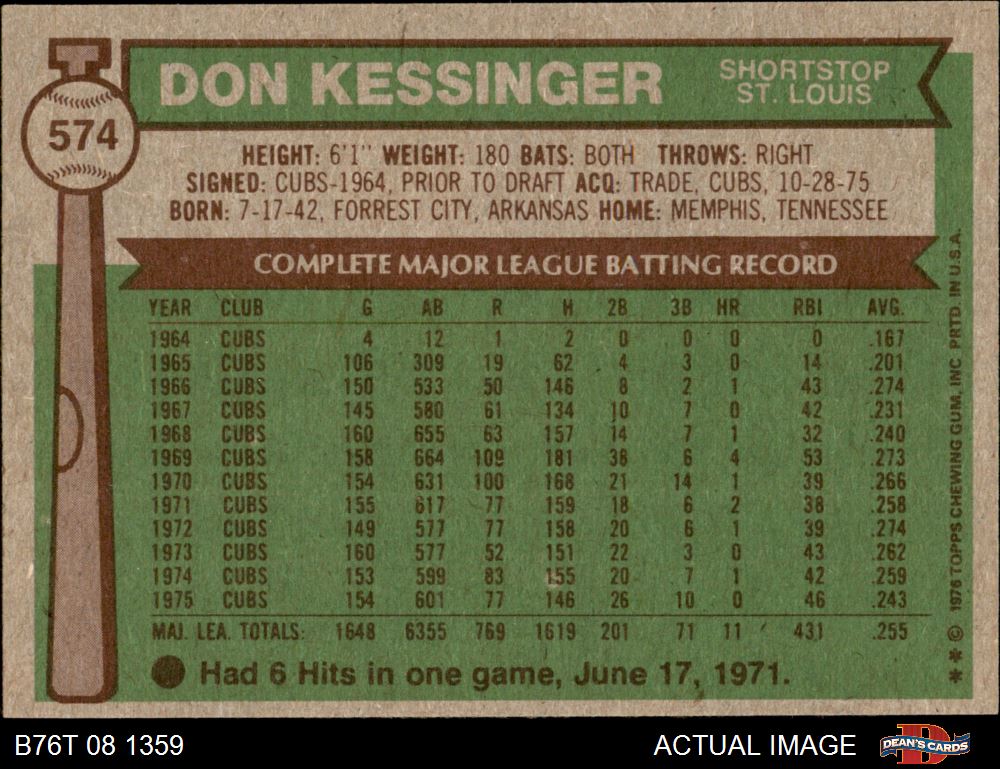 574
DON KESSINGER
SHORTSTOP
ST. LOUIS
HEIGHT: 6'1" WEIGHT: 180 BATS: BOTH THROWS: RIGHT
SIGNED: CUBS-1964, PRIOR TO DRAFT ACQ: TRADE, CUBS, 10-28-75
BORN: 7-17-42, FORREST CITY, ARKANSAS HOME: MEMPHIS, TENNESSEE
COMPLETE MAJOR LEAGUE BATTING RECORD
YEAR CLUB G AB R H 2B 3B HR RBI AVG.
1964 CUBS 4 12 1 2 0 0 0 0 .167
1965 CUBS 106 309 19 62 4 3 0 14 .201
1966 CUBS 150 533 50 146 8 2 1 43 .274
1967 CUBS 145 580 61 134 10 7 0 42 .231
1968 CUBS 160 655 63 157 14 7 1 32 .240
1969 CUBS 158 664 109 181 38 6 4 53 .273
1970 CUBS 154 631 100 168 21 14 1 39 .266
1971 CUBS 155 617 77 159 18 6 2 38 .258
1972 CUBS 149 577 77 158 20 6 1 39 .274
1973 CUBS 160 577 52 151 22 3 0 43 .262
1974 CUBS 153 599 83 155 20 7 1 42 .259
1975 CUBS 154 601 77 146 26 10 0 46 .243
MAJ. LEA. TOTALS: 1648 6355 769 1619 201 71 11 431 .255
Had 6 Hits in one game, June 17, 1971.
* * © 1976 TOPPS CHEWING GUM, INC PRTD. IN U.S.A.
B76T 08 1359
ACTUAL IMAGE
DEAN'S CARDS